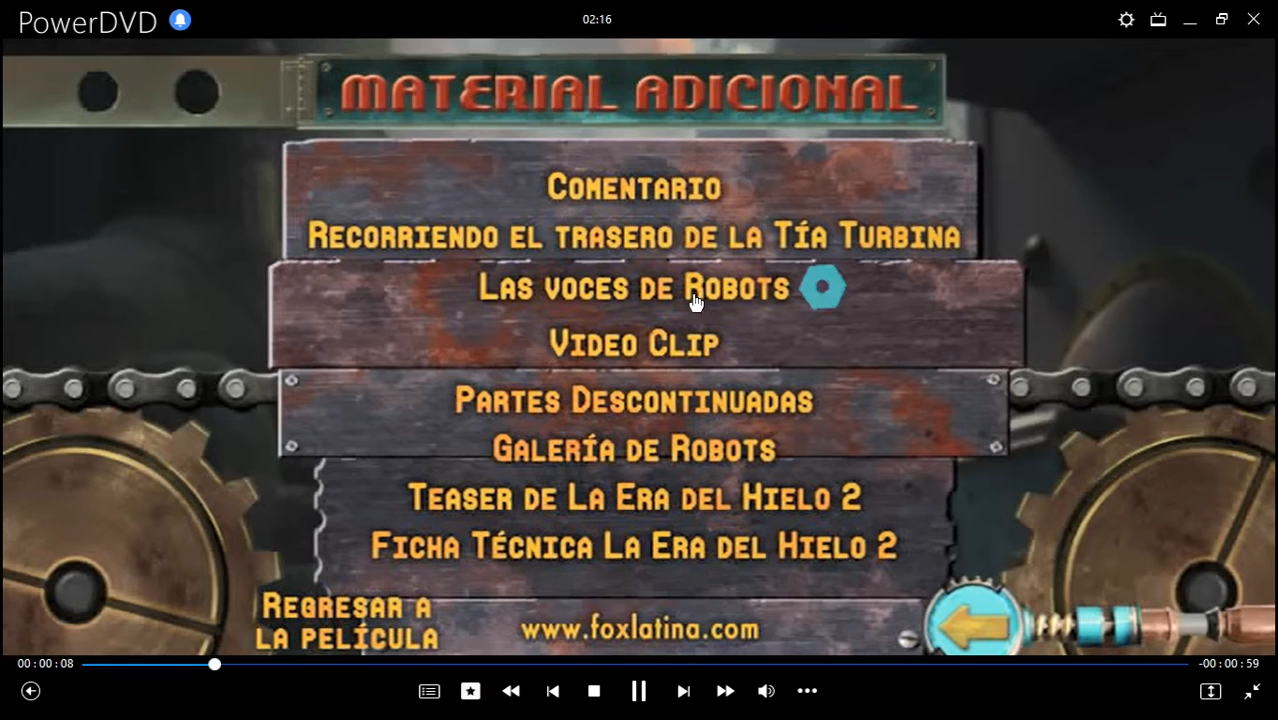 PowerDVD
02:16
MATERIAL ADICIONAL
COMENTARIO
RECORRIENDO EL TRASERO DE LA TÍA TURBINA
LAS VOCES DE ROBOTS
VIDEO CLIP
PARTES DESCONTINUADAS
GALERÍA DE ROBOTS
TEASER DE LA ERA DEL HIELO 2
FICHA TÉCNICA LA ERA DEL HIELO 2
REGRESAR A
LA PELÍCULA
www.foxlatina.com
00:00:08
-00:00:59